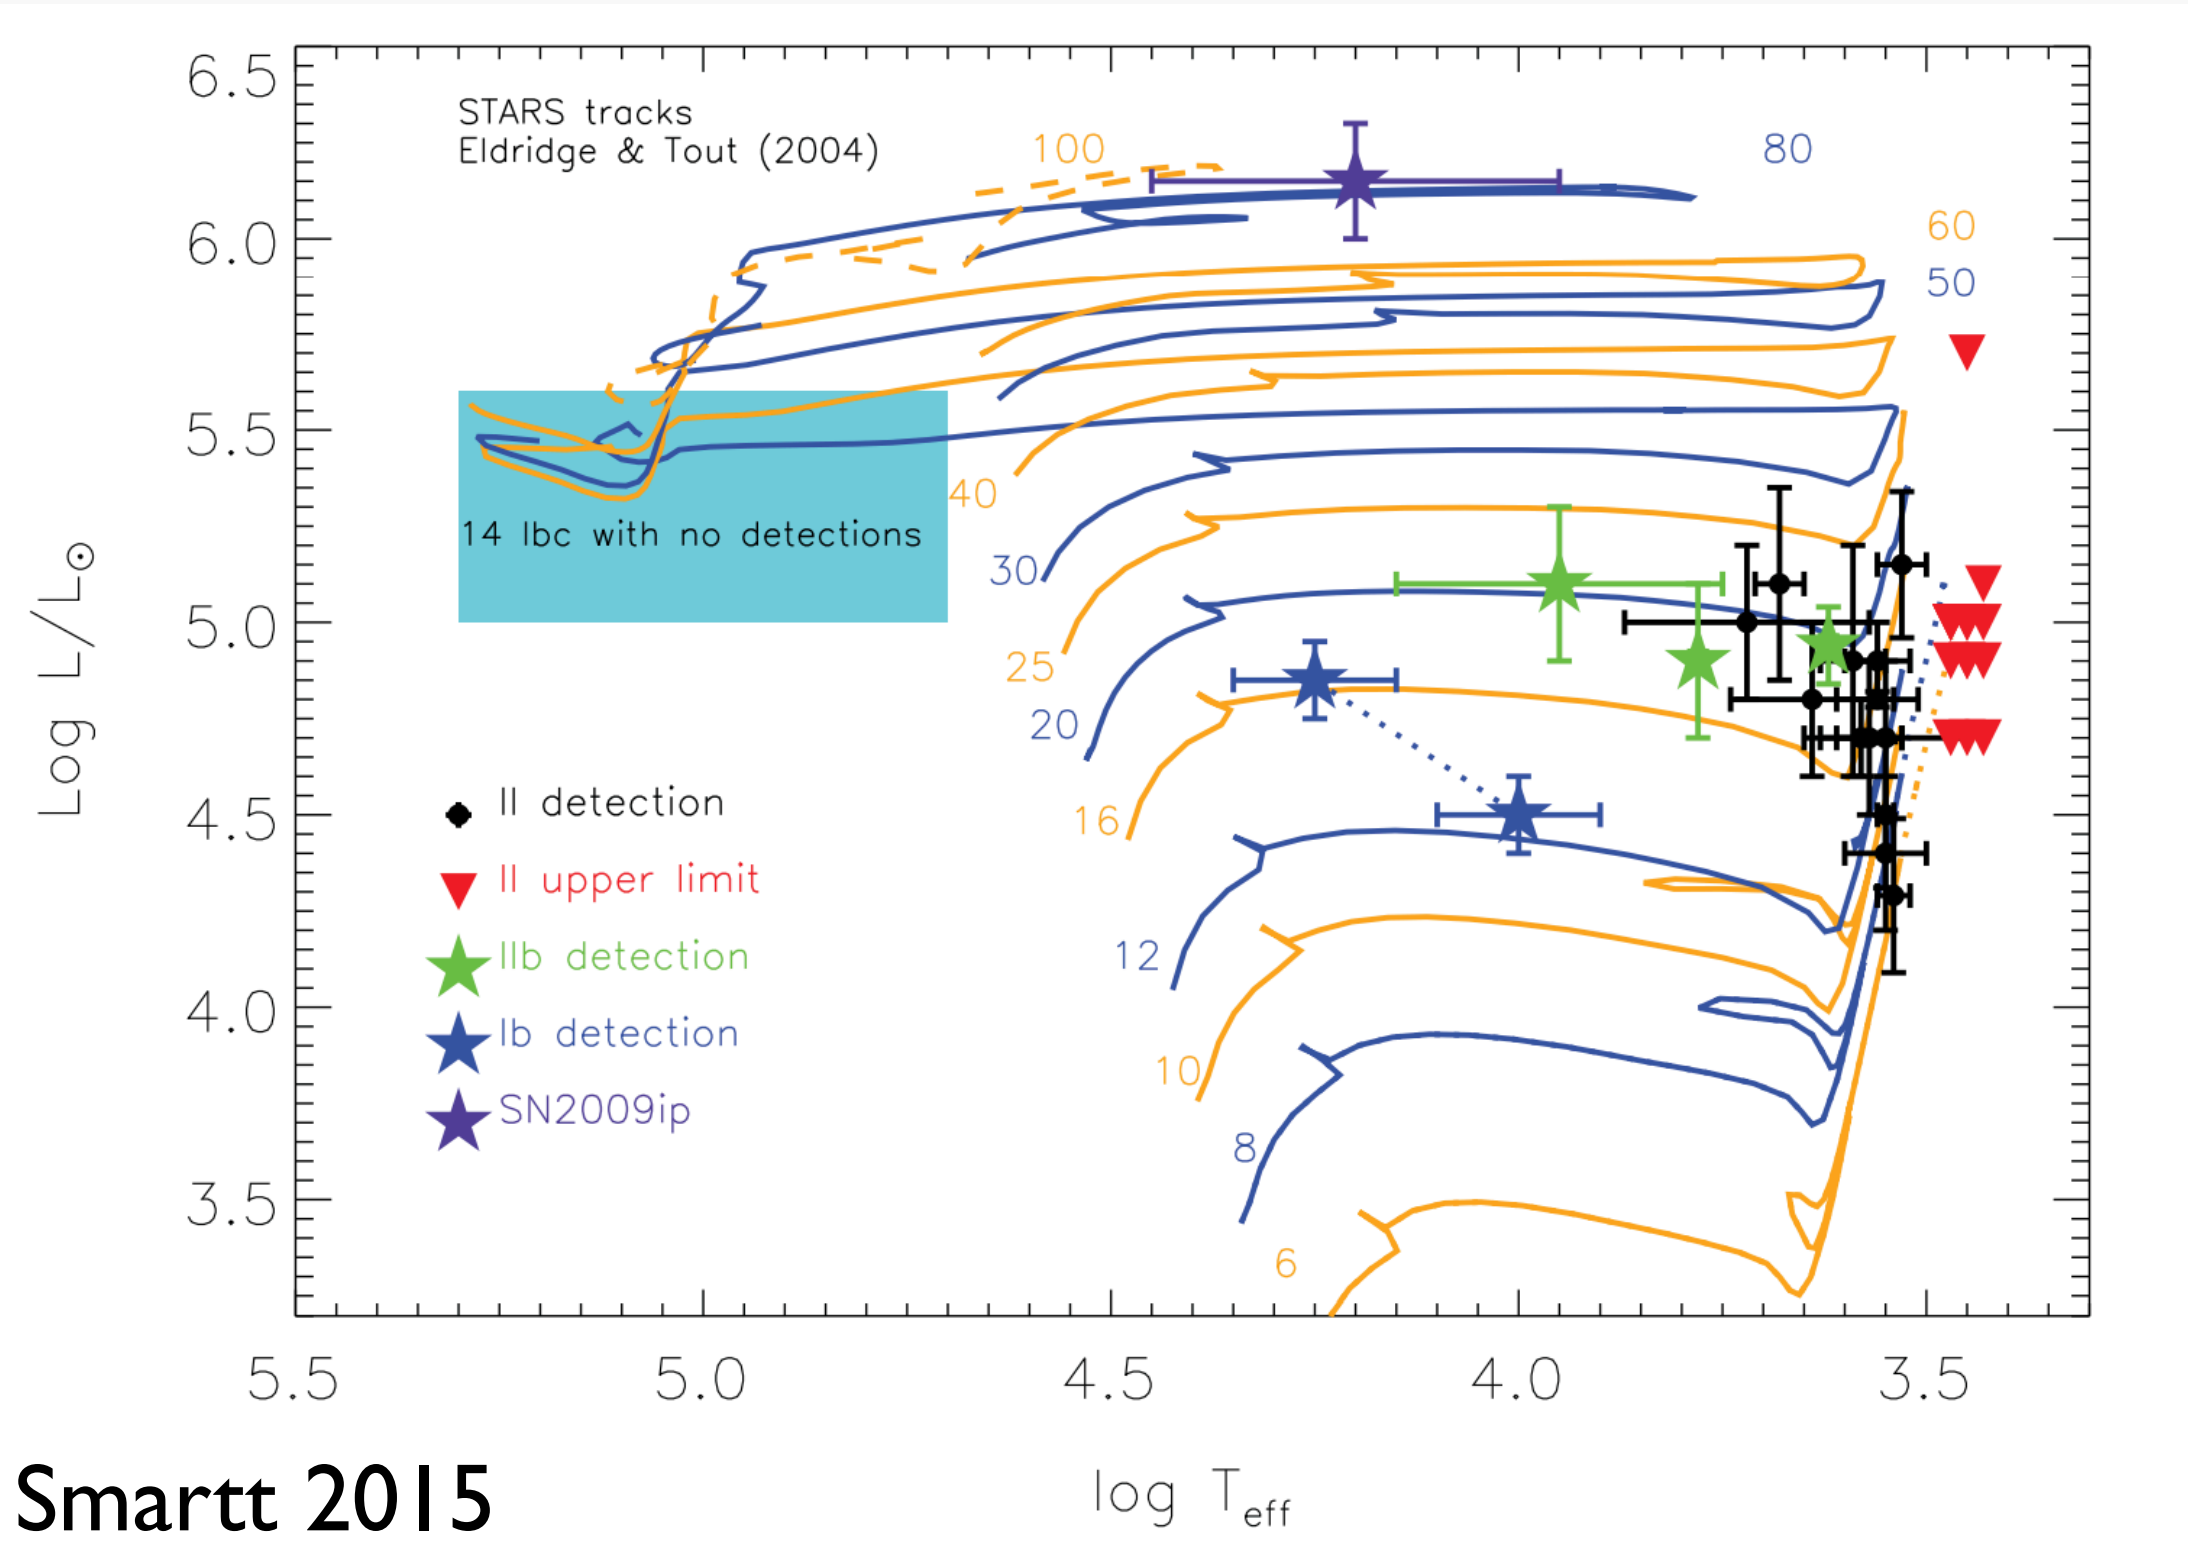 6.5
STARS tracks
Eldridge & Tout (2004)
100
80
6.0
60
50
5.5
40
14 Ibc with no detections
30
5.0
25
20
II detection
4.5
16
II upper limit
IIb detection
12
4.0
Ib detection
10
SN2009ip
8
3.5
6
5.5 5.0 4.5 4.0 3.5
Log L/L⊙
log Teff
Smartt 2015